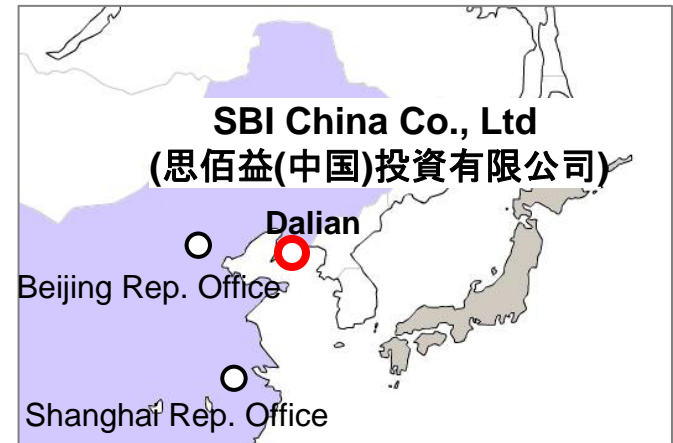 SBI China Co., Ltd
(思佰益(中国)投資有限公司)
Dalian
Beijing Rep. Office
Shanghai Rep. Office